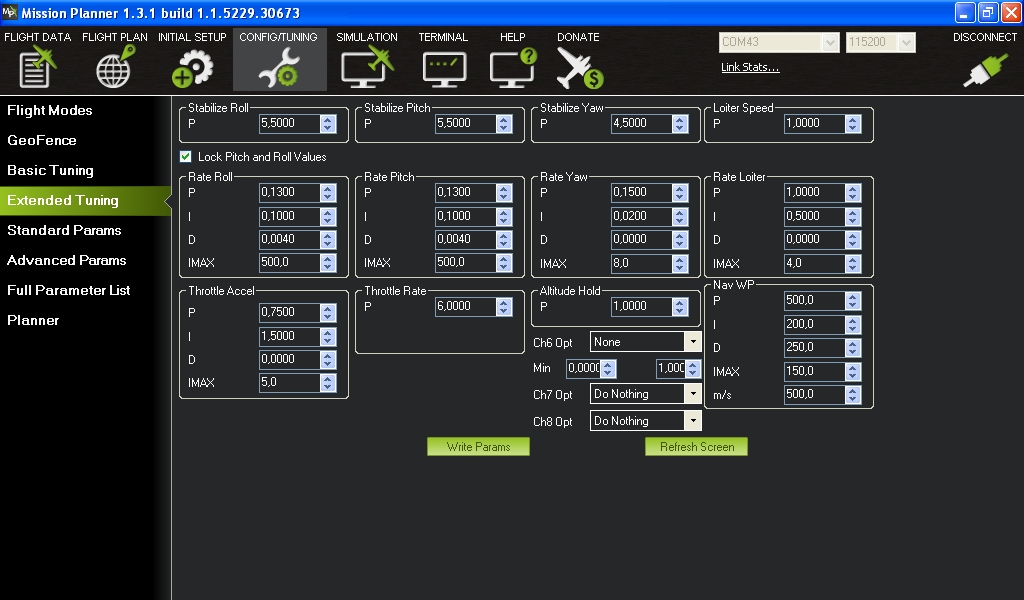 Mission Planner 1.3.1 build 1.1.5229.30673
FLIGHT DATA FLIGHT PLAN INITIAL SETUP CONFIG/TUNING SIMULATION TERMINAL HELP DONATE COM43 115200 DISCONNECT
Link Stats...
Flight Modes
GeoFence
Basic Tuning
Extended Tuning
Standard Params
Advanced Params
Full Parameter List
Planner
Stabilize Roll Stabilize Pitch Stabilize Yaw Loiter Speed
P 5,5000 P 5,5000 P 4,5000 P 1,0000
Lock Pitch and Roll Values
Rate Roll Rate Pitch Rate Yaw Rate Loiter
P 0,1300 P 0,1300 P 0,1500 P 1,0000
I 0,1000 I 0,1000 I 0,0200 I 0,5000
D 0,0040 D 0,0040 D 0,0000 D 0,0000
IMAX 500,0 IMAX 500,0 IMAX 8,0 IMAX 4,0
Throttle Accel Throttle Rate Altitude Hold Nav WP
P 0,7500 P 6,0000 P 1,0000 P 500,0
I 1,5000 I 200,0
D 0,0000 Ch6 Opt None D 250,0
IMAX 5,0 Min 0,000 1,000 IMAX 150,0
Ch7 Opt Do Nothing m/s 500,0
Ch8 Opt Do Nothing
Write Params Refresh Screen